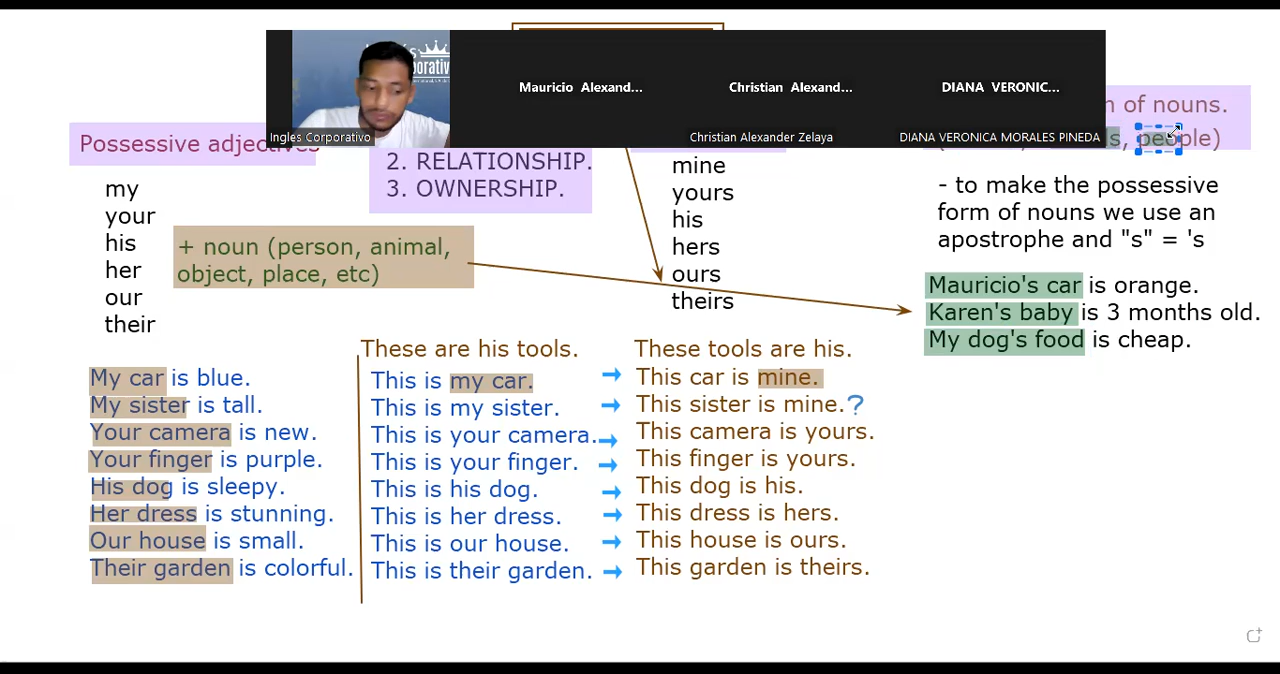 Ingles Corporativo
Mauricio Alexand...
Christian Alexand...
Christian Alexander Zelaya
DIANA VERONIC...
DIANA VERONICA MORALES PINEDA
Possessive adjectives
my
your
his
her
our
their
+ noun (person, animal,
object, place, etc)
2. RELATIONSHIP.
3. OWNERSHIP.
mine
yours
his
hers
ours
theirs
of nouns.
people)
- to make the possessive
form of nouns we use an
apostrophe and "s" = 's
Mauricio's car is orange.
Karen's baby is 3 months old.
My dog's food is cheap.
My car is blue.
My sister is tall.
Your camera is new.
Your finger is purple.
His dog is sleepy.
Her dress is stunning.
Our house is small.
Their garden is colorful.
These are his tools.
This is my car.
This is my sister.
This is your camera.
This is your finger.
This is his dog.
This is her dress.
This is our house.
This is their garden.
These tools are his.
This car is mine.
This sister is mine.?
This camera is yours.
This finger is yours.
This dog is his.
This dress is hers.
This house is ours.
This garden is theirs.